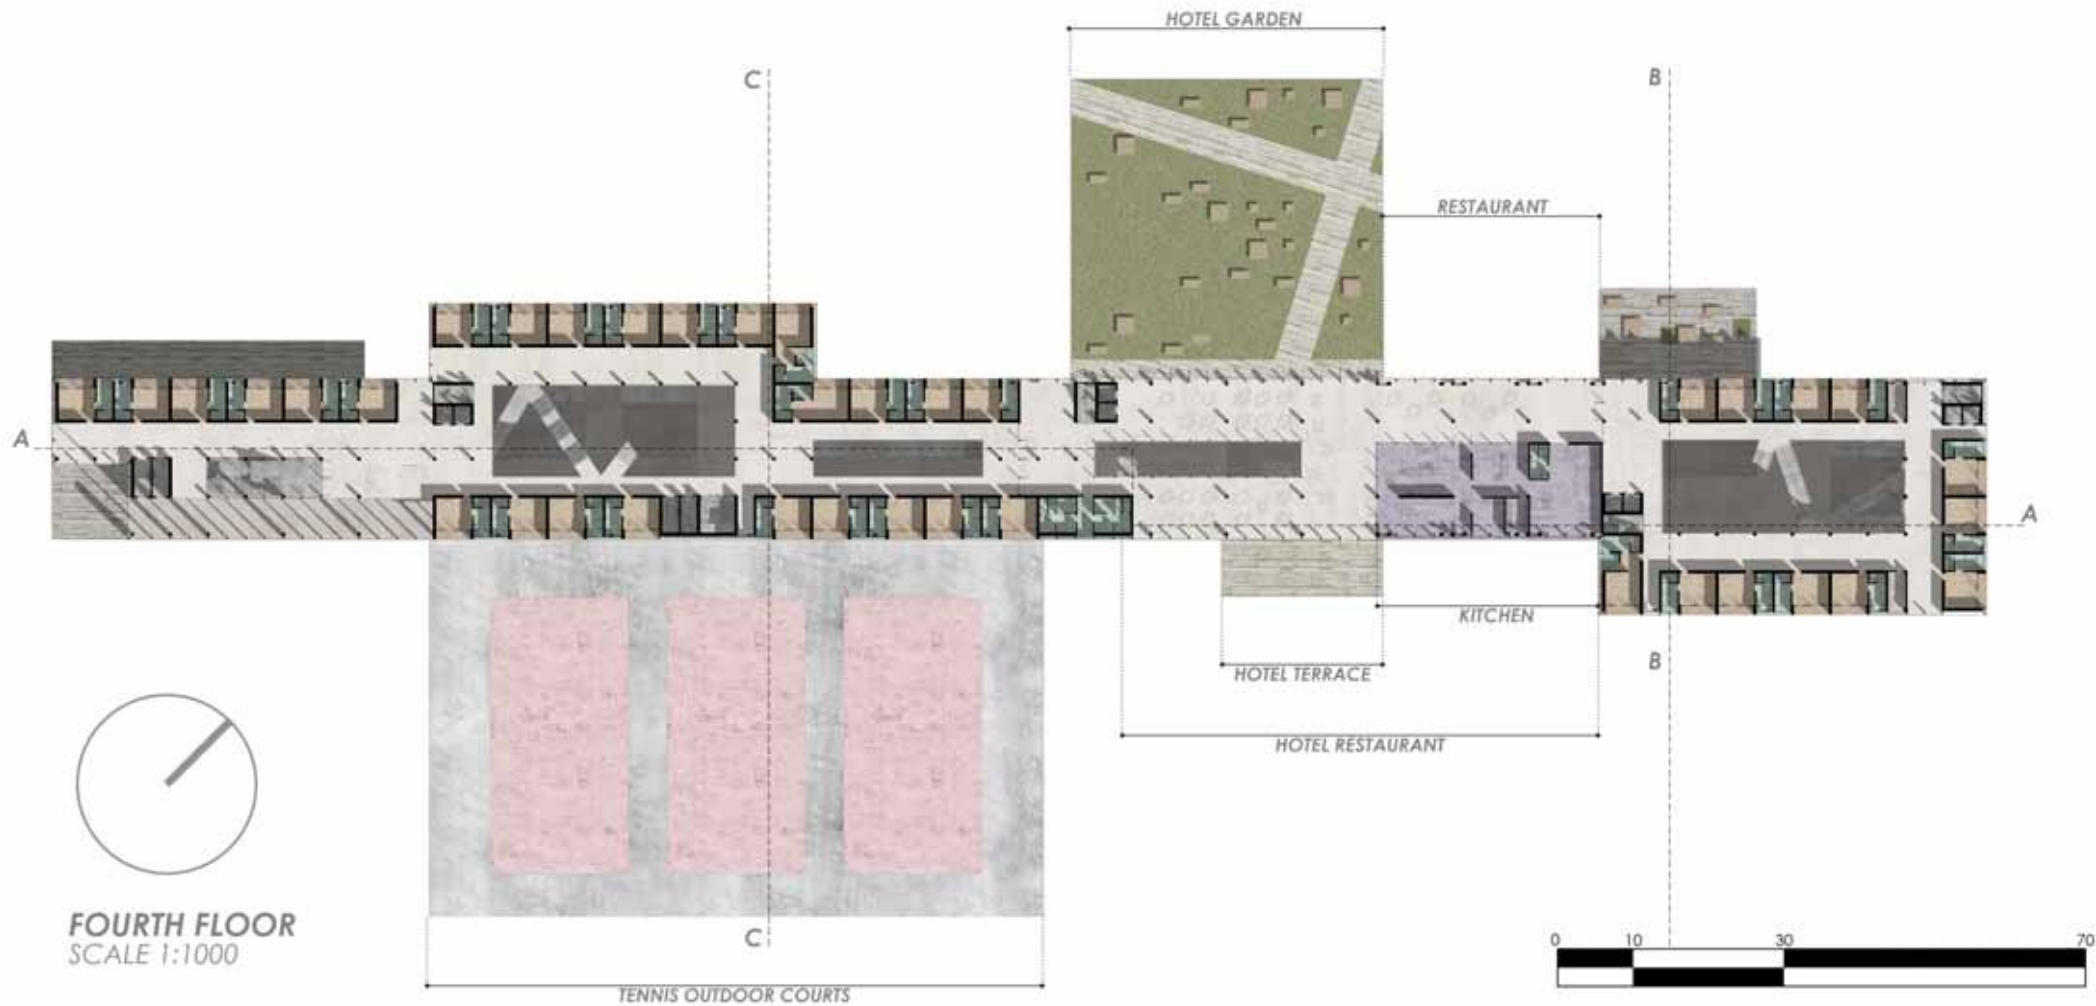 HOTEL GARDEN
C
B
RESTAURANT
A
A
KITCHEN
B
HOTEL TERRACE
HOTEL RESTAURANT
FOURTH FLOOR
SCALE 1:1000
C
0 10 30 70
TENNIS OUTDOOR COURTS